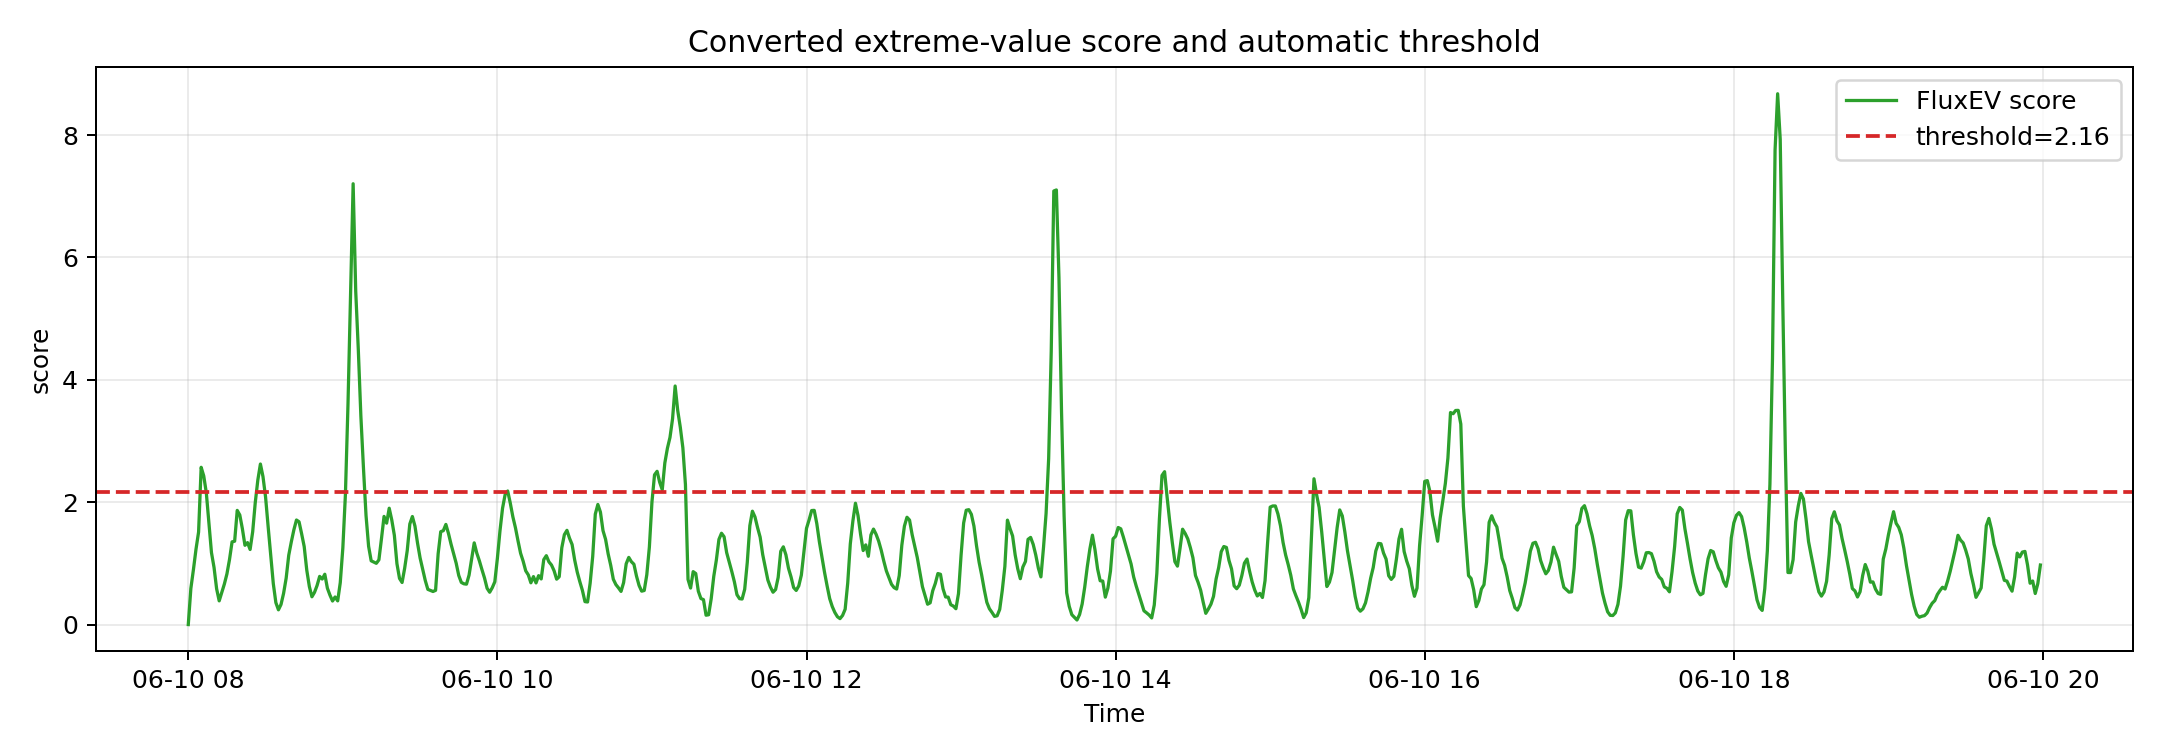 Converted extreme-value score and automatic threshold
FluxEV score
threshold=2.16
8
6
4
2
0
score
06-10 08
06-10 10
06-10 12
06-10 14
06-10 16
06-10 18
06-10 20
Time